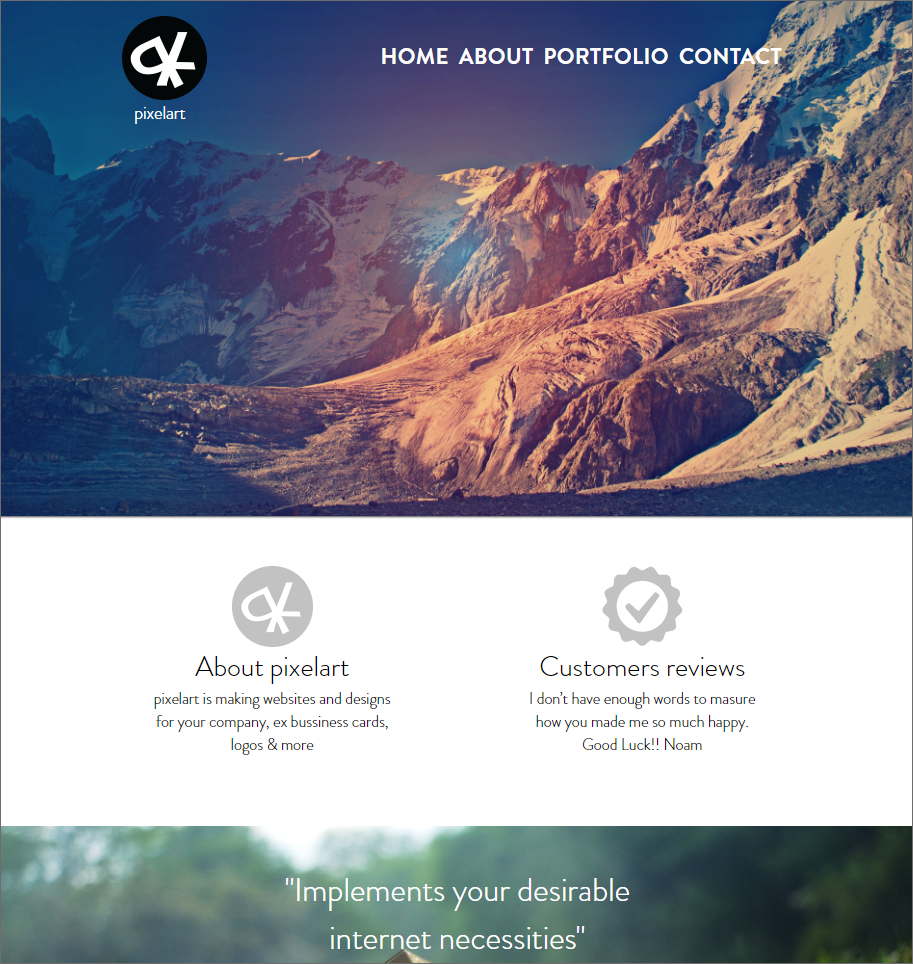 HOME ABOUT PORTFOLIO CONTACT
pixelart
About pixelart
pixelart is making websites and designs
for your company, ex bussiness cards,
logos & more
Customers reviews
I don’t have enough words to masure
how you made me so much happy.
Good Luck!! Noam
"Implements your desirable
internet necessities"